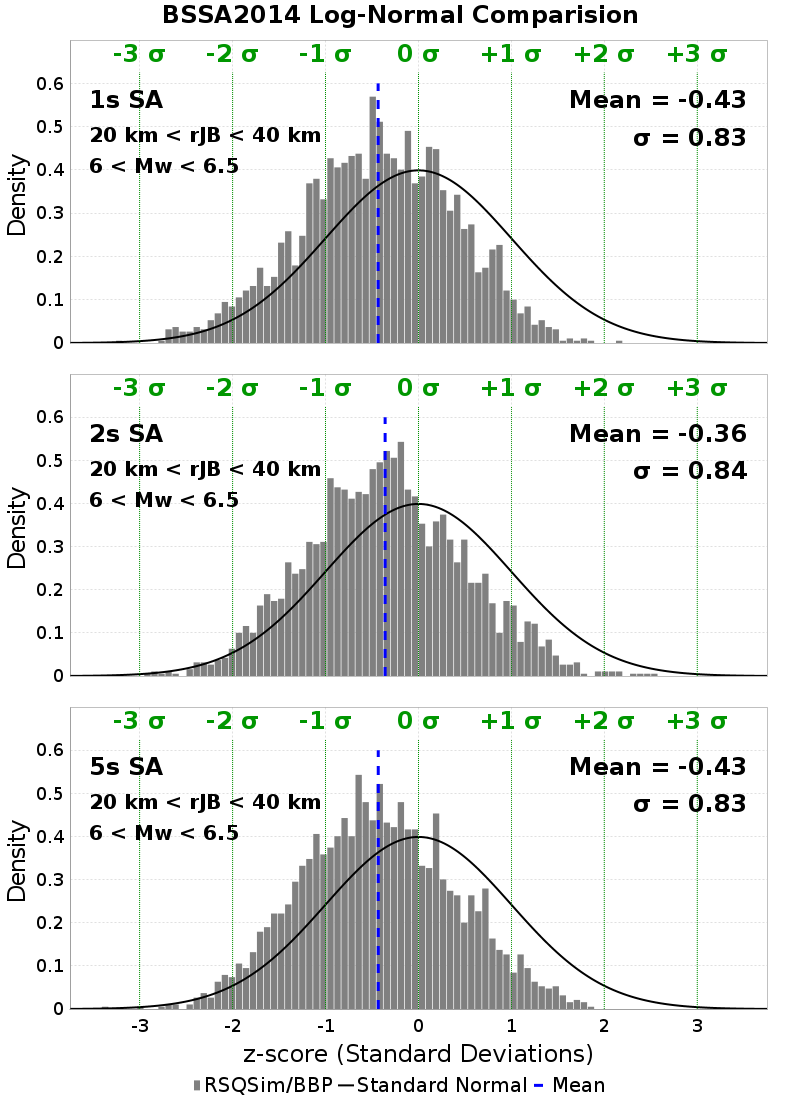 BSSA2014 Log-Normal Comparision
-3 σ -2 σ -1 σ 0 σ +1 σ +2 σ +3 σ
1s SA
20 km < rJB < 40 km
6 < Mw < 6.5
Mean = -0.43
σ = 0.83
Density
0.6
0.5
0.4
0.3
0.2
0.1
0
-3 σ -2 σ -1 σ 0 σ +1 σ +2 σ +3 σ
2s SA
20 km < rJB < 40 km
6 < Mw < 6.5
Mean = -0.36
σ = 0.84
Density
0.6
0.5
0.4
0.3
0.2
0.1
0
-3 σ -2 σ -1 σ 0 σ +1 σ +2 σ +3 σ
5s SA
20 km < rJB < 40 km
6 < Mw < 6.5
Mean = -0.43
σ = 0.83
Density
0.6
0.5
0.4
0.3
0.2
0.1
0
-3 -2 -1 0 1 2 3
z-score (Standard Deviations)
RSQSim/BBP Standard Normal Mean